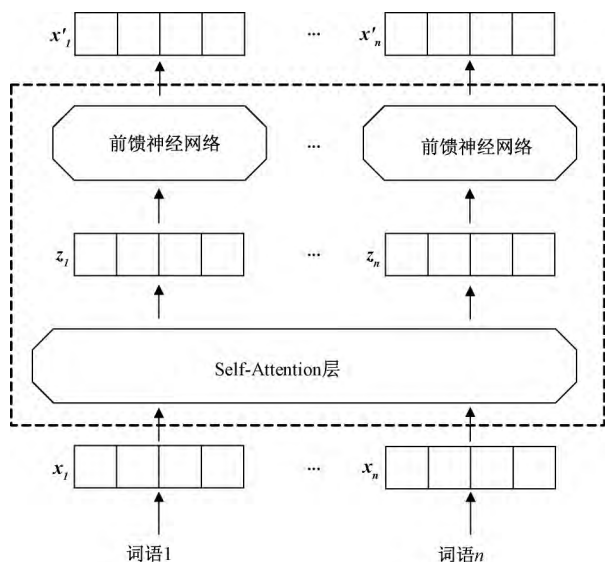 x'₁ ... x'ₙ
前馈神经网络 ... 前馈神经网络
z₁ ... zₙ
Self-Attention层
x₁ ... xₙ
词语1 词语n